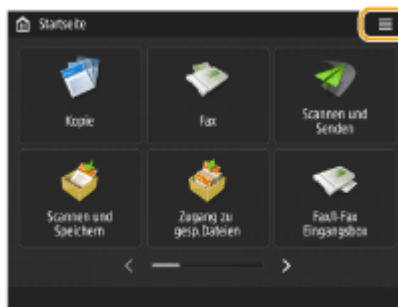 Startseite
Kopie
Fax
Scannen und
Senden
Scannen und
Speichern
Zugang zu
gesp. Dateien
Fax/I-Fax
Eingangsbox